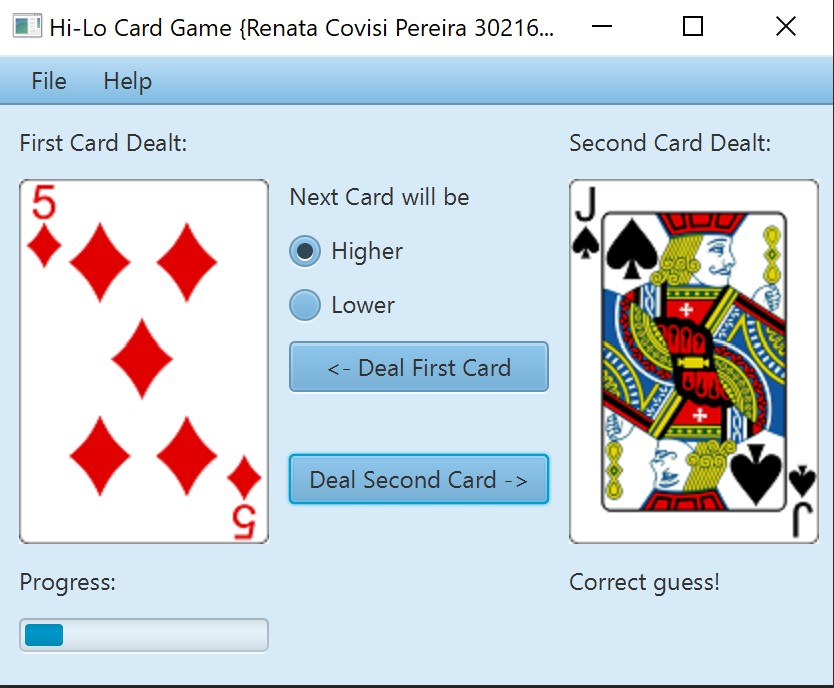 Hi-Lo Card Game {Renata Covisi Pereira 30216...
File Help
First Card Dealt:
Second Card Dealt:
5
Next Card will be
Higher
Lower
<- Deal First Card
Deal Second Card ->
5
J
J
Progress:
Correct guess!